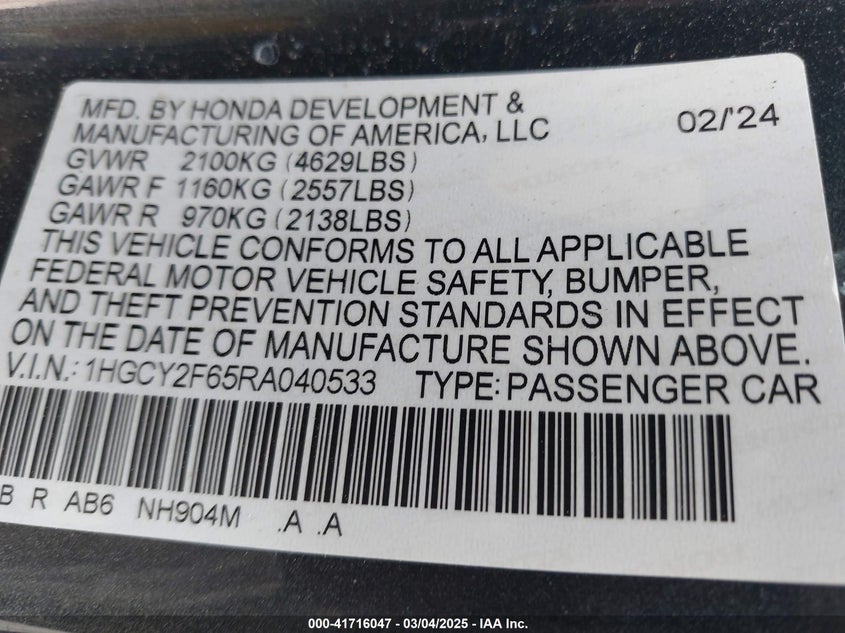 MFD. BY HONDA DEVELOPMENT &
MANUFACTURING OF AMERICA, LLC 02/'24
GVWR 2100KG (4629LBS)
GAWR F 1160KG (2557LBS)
GAWR R 970KG (2138LBS)
THIS VEHICLE CONFORMS TO ALL APPLICABLE
FEDERAL MOTOR VEHICLE SAFETY, BUMPER,
AND THEFT PREVENTION STANDARDS IN EFFECT
ON THE DATE OF MANUFACTURE SHOWN ABOVE.
V.I.N.: 1HGCY2F65RA040533 TYPE: PASSENGER CAR
B R AB6 NH904M .A .A
000-41716047 - 03/04/2025 - IAA Inc.